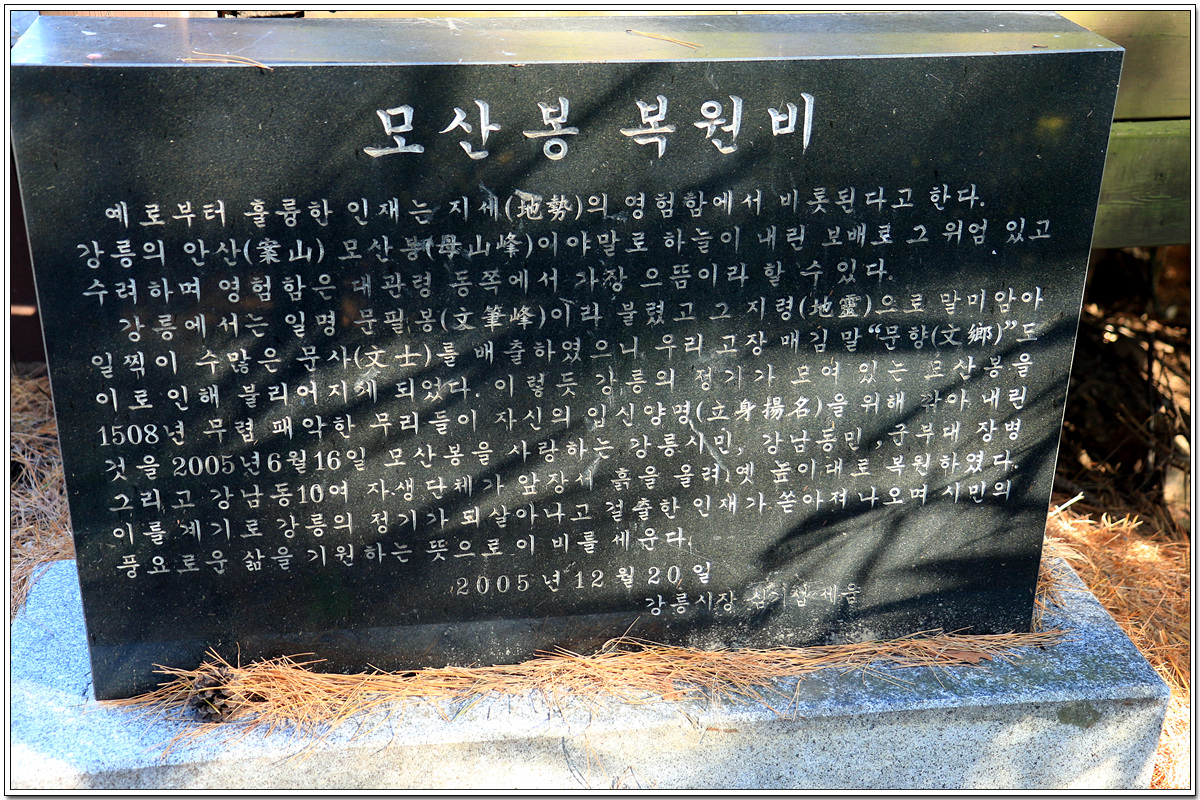 모산봉 복원비
예로부터 훌륭한 인재는 지세(地勢)의 영험함에서 비롯된다고 한다.
강릉의 안산(案山) 모산봉(母山峰)이야말로 하늘이 내린 보배로 그 위엄 있고
수려하며 영험함은 대관령 동쪽에서 가장 으뜸이라 할 수 있다.
강릉에서는 일명 문필봉(文筆峰)이라 불렸고 그 지령(地靈)으로 말미암아
일찍이 수많은 문사(文士)를 배출하였으니 우리 고장 매김말 “문향(文鄕)”도
이로 인해 불리어지게 되었다. 이렇듯 강릉의 정기가 모여 있는 모산봉을
1508년 무렵 패악한 무리들이 자신의 입신양명(立身揚名)을 위해 깎아 내린
것을 2005년6월16일 모산봉을 사랑하는 강릉시민, 강남동민 ,군부대 장병
그리고 강남동10여 자생단체가 앞장서 흙을 올려 옛 높이대로 복원하였다.
이를 계기로 강릉의 정기가 되살아나고 걸출한 인재가 쏟아져 나오며 시민의
풍요로운 삶을 기원하는 뜻으로 이 비를 세운다.
2005년 12월 20일
강릉시장 심기섭 세움